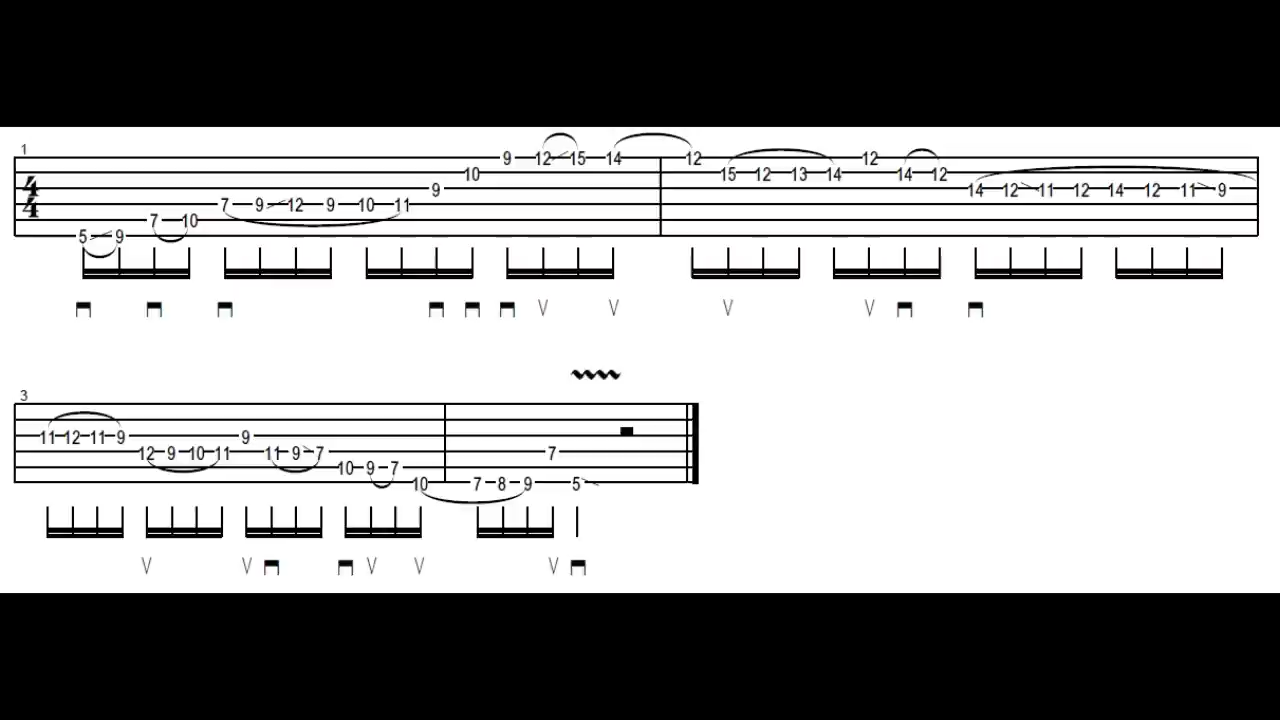 1
9 12 15 14 12
10 15 12 13 14 12 14 12
4 9 14 12 11 12 14 12 11 9
4 7 9 12 9 10 11
7 10
5 9
V V V V
3
11 12 11 9 9
12 9 10 11 11 9 7 7
10 9 7
10 7 8 9 5
V V V V V